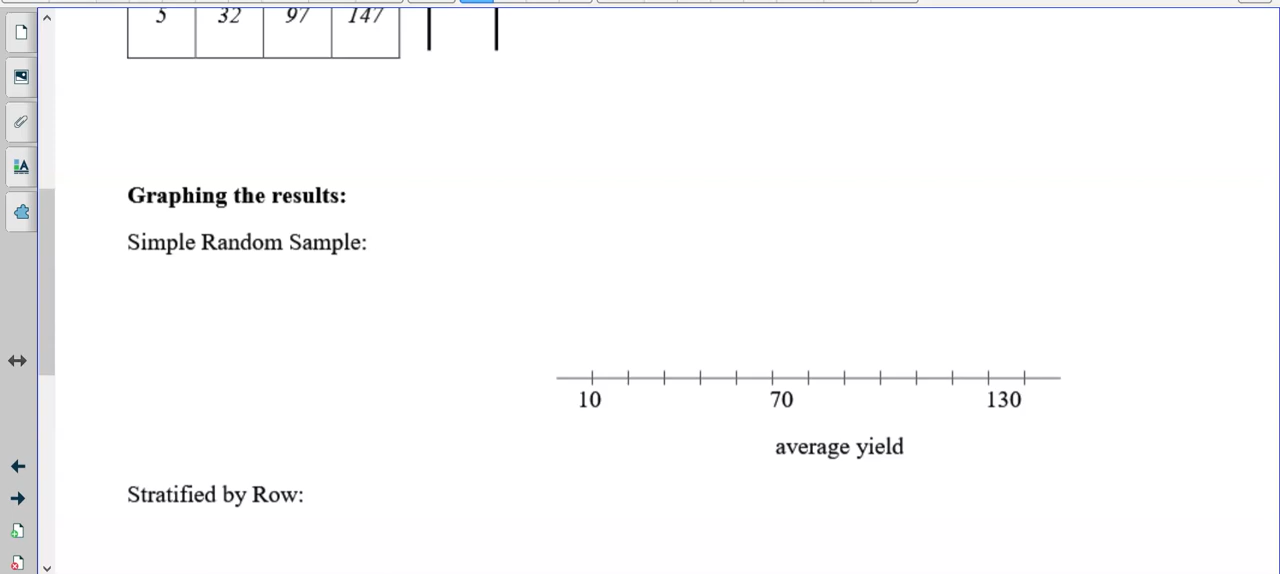 5 32 97 147
Graphing the results:
Simple Random Sample:
10 70 130
average yield
Stratified by Row: